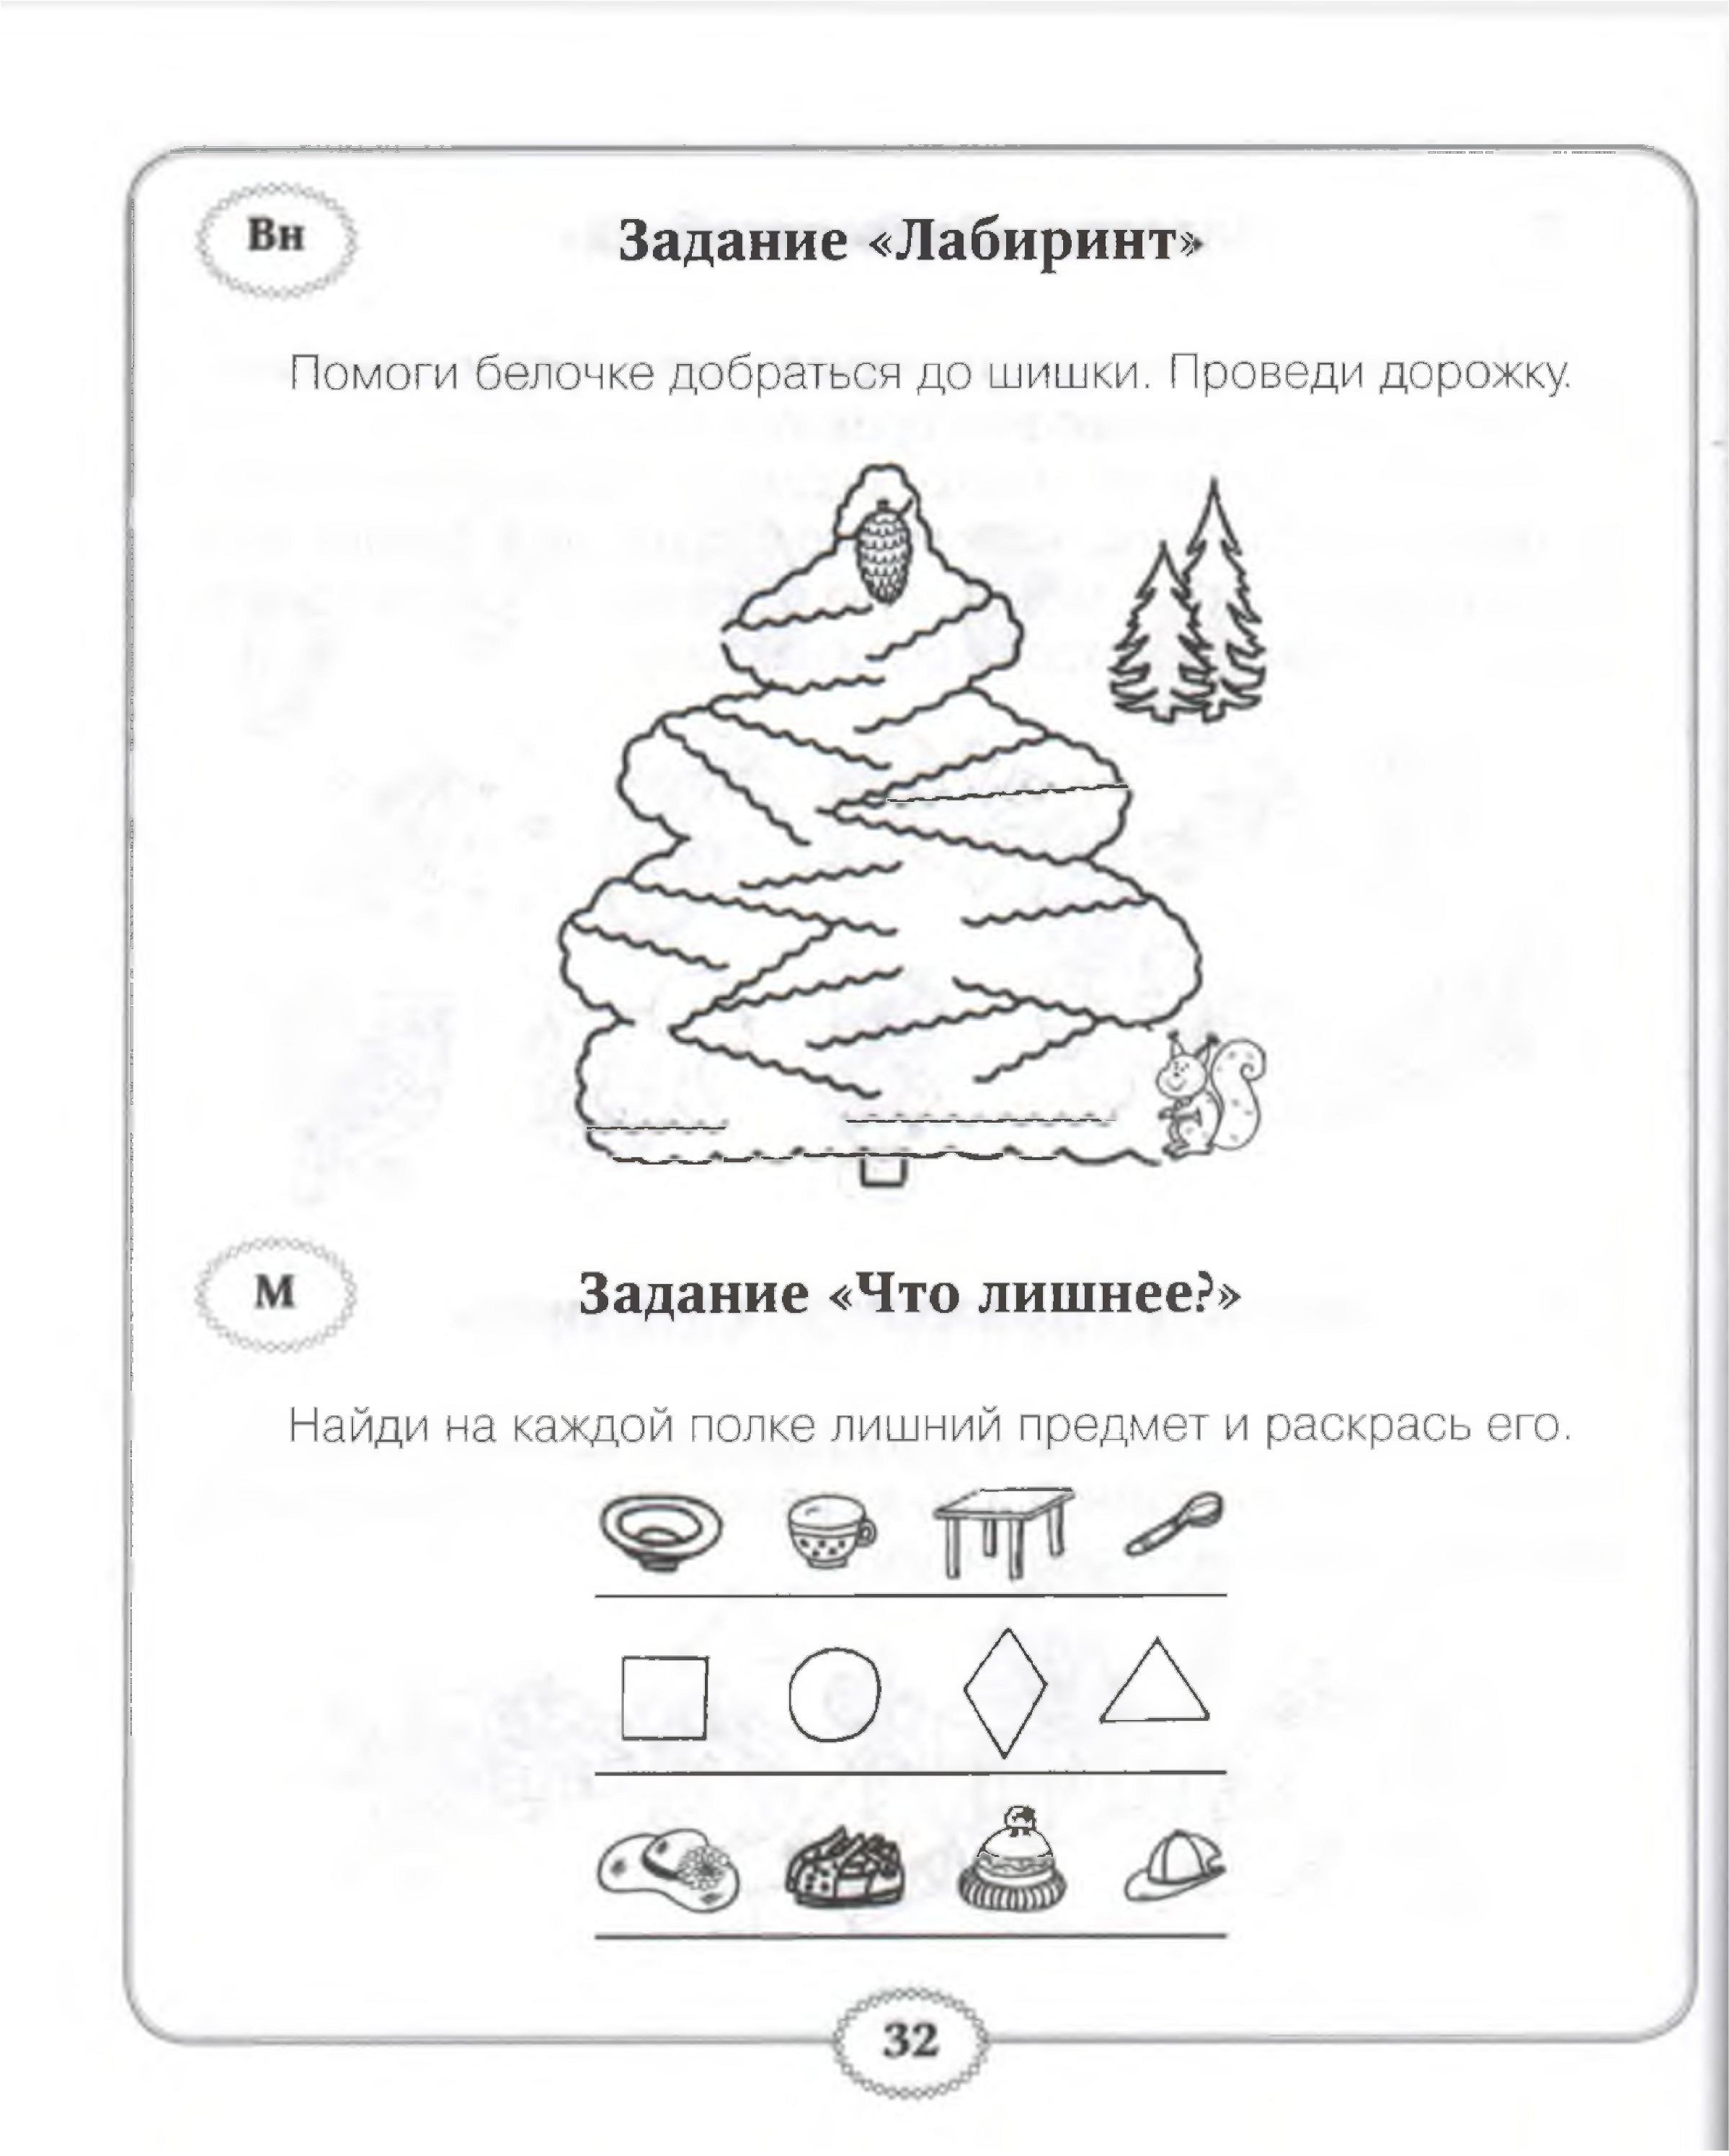 Вн
Задание «Лабиринт»
Помоги белочке добраться до шишки. Проведи дорожку.
М
Задание «Что лишнее?»
Найди на каждой полке лишний предмет и раскрась его.
32